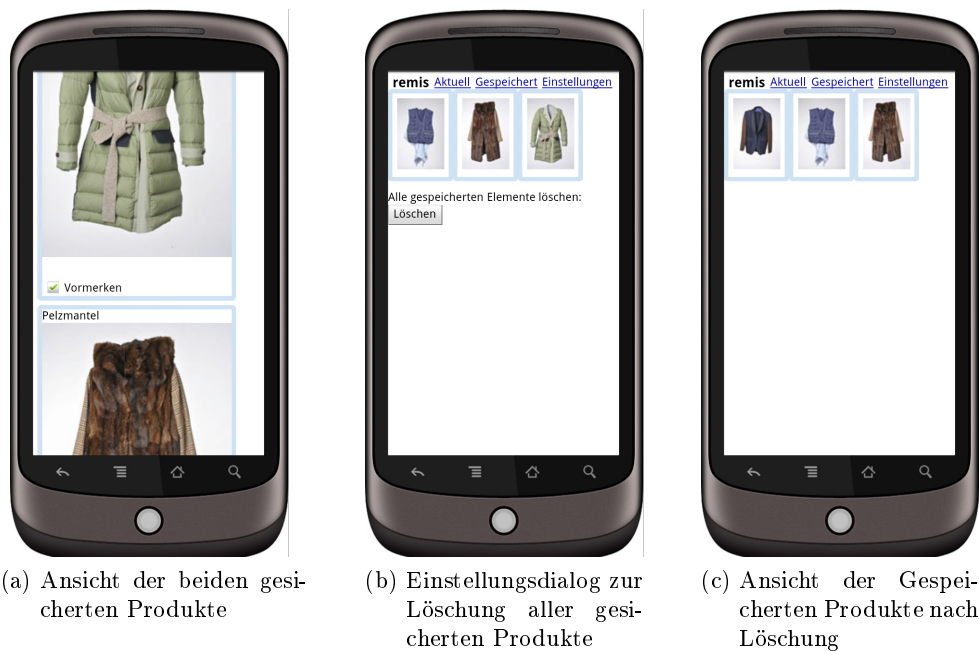 Vormerken
Pelzmantel
(a) Ansicht der beiden gesi-
cherten Produkte
remis Aktuell Gespeichert Einstellungen
Alle gespeicherten Elemente löschen:
Löschen
(b) Einstellungsdialog zur
Löschung aller gesi-
cherten Produkte
remis Aktuell Gespeichert Einstellungen
(c) Ansicht der Gespei-
cherten Produkte nach
Löschung